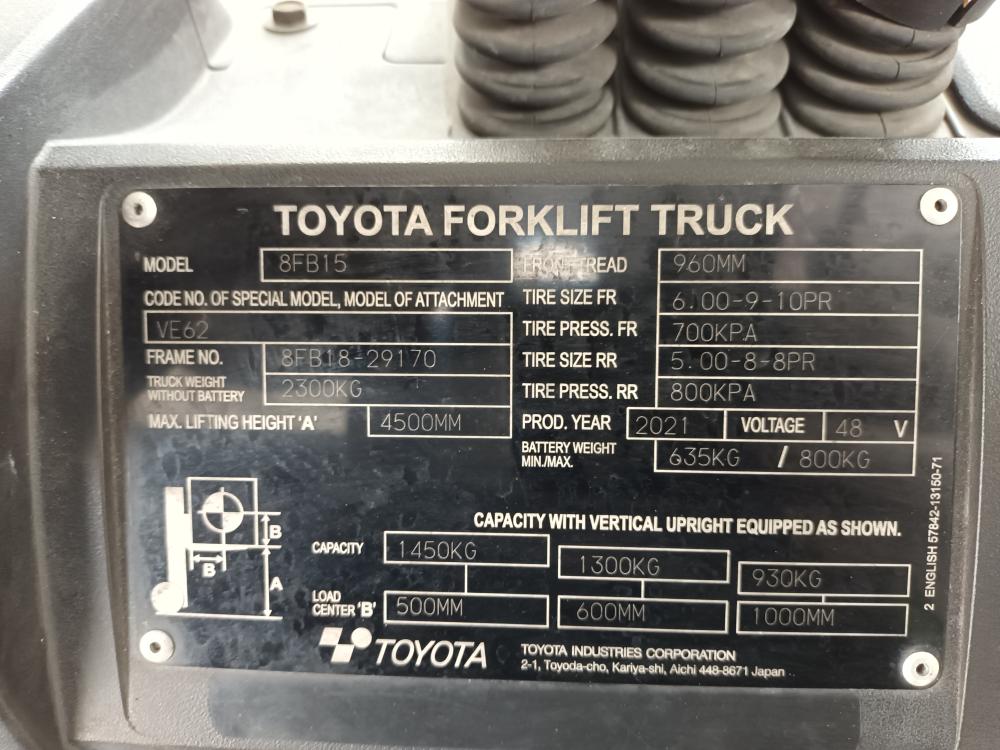 TOYOTA FORKLIFT TRUCK
MODEL 8FB15
CODE NO. OF SPECIAL MODEL, MODEL OF ATTACHMENT
VE62
FRAME NO. 8FB18-29170
TRUCK WEIGHT
WITHOUT BATTERY 2300KG
MAX. LIFTING HEIGHT 'A' 4500MM
FRONT TREAD 960MM
TIRE SIZE FR 6.00-9-10PR
TIRE PRESS. FR 700KPA
TIRE SIZE RR 5.00-8-8PR
TIRE PRESS. RR 800KPA
PROD. YEAR 2021 VOLTAGE 48 V
BATTERY WEIGHT
MIN./MAX. 635KG / 800KG
B
B
A
CAPACITY WITH VERTICAL UPRIGHT EQUIPPED AS SHOWN.
CAPACITY 1450KG 1300KG 930KG
LOAD
CENTER 'B' 500MM 600MM 1000MM
TOYOTA
TOYOTA INDUSTRIES CORPORATION
2-1, Toyoda-cho, Kariya-shi, Aichi 448-8671 Japan
2 ENGLISH 57842-13150-71